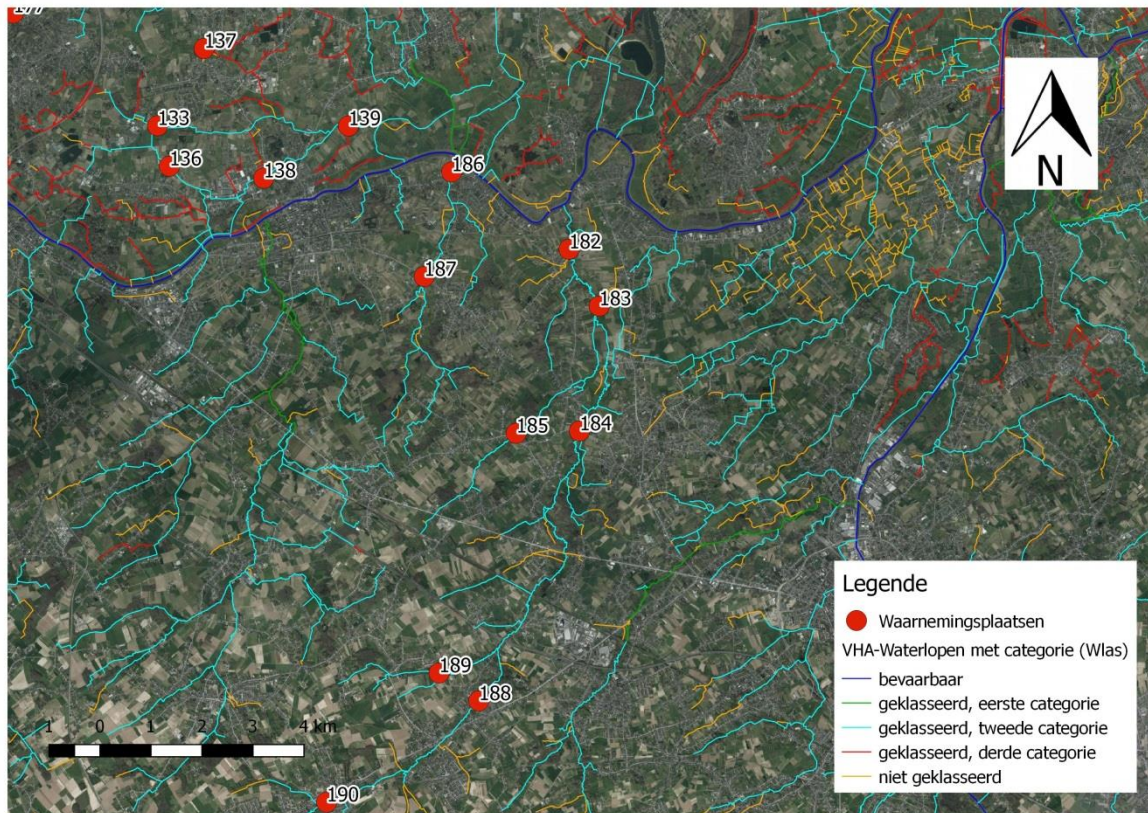 177
137
133
139
136
138
186
182
187
183
185
184
189
188
190
N
Legende
Waarnemingsplaatsen
VHA-Waterlopen met categorie (Wlas)
bevaarbaar
geklasseerd, eerste categorie
geklasseerd, tweede categorie
geklasseerd, derde categorie
niet geklasseerd
1 0 1 2 3 4 km